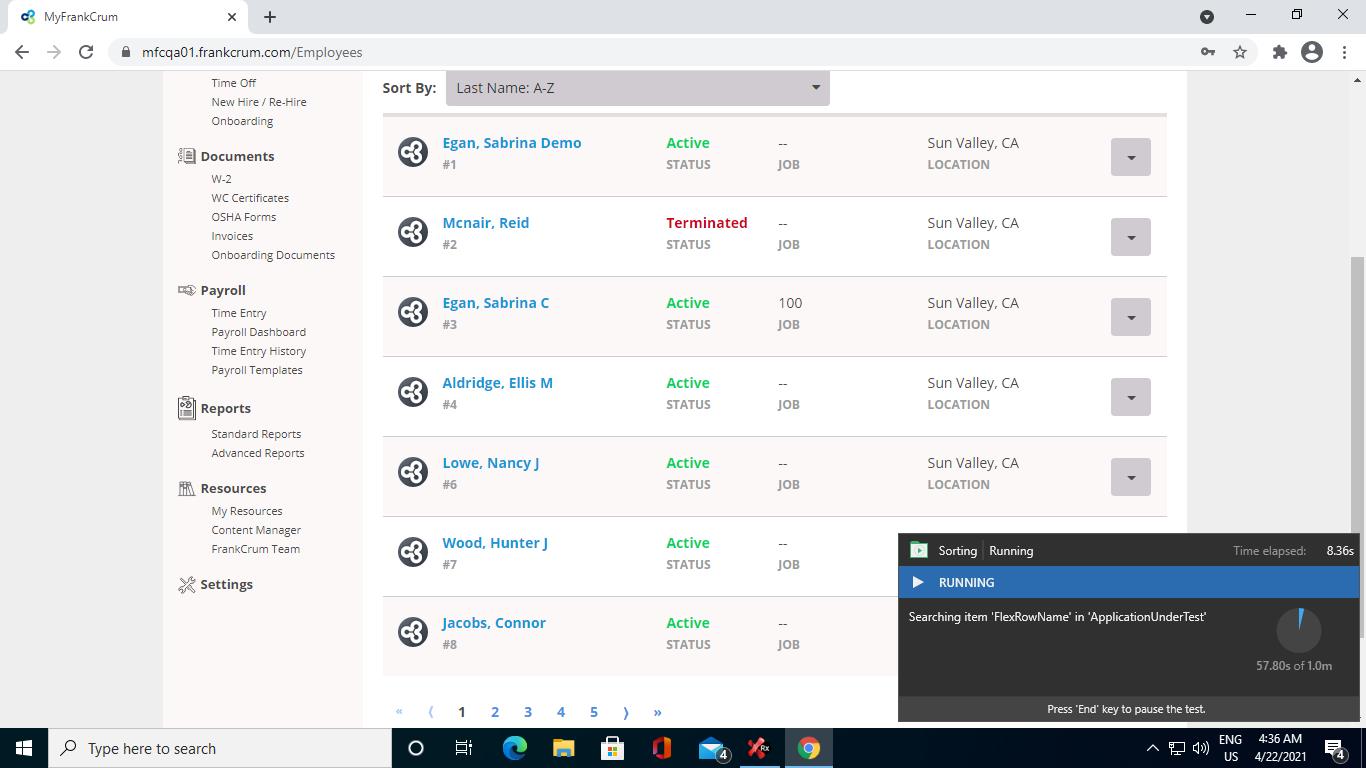 MyFrankCrum
mfcqa01.frankcrum.com/Employees
Time Off
New Hire / Re-Hire
Onboarding
Documents
W-2
WC Certificates
OSHA Forms
Invoices
Onboarding Documents
Payroll
Time Entry
Payroll Dashboard
Time Entry History
Payroll Templates
Reports
Standard Reports
Advanced Reports
Resources
My Resources
Content Manager
FrankCrum Team
Settings
Sort By: Last Name: A-Z
Egan, Sabrina Demo Active -- Sun Valley, CA
#1 STATUS JOB LOCATION
Mcnair, Reid Terminated -- Sun Valley, CA
#2 STATUS JOB LOCATION
Egan, Sabrina C Active 100 Sun Valley, CA
#3 STATUS JOB LOCATION
Aldridge, Ellis M Active -- Sun Valley, CA
#4 STATUS JOB LOCATION
Lowe, Nancy J Active -- Sun Valley, CA
#6 STATUS JOB LOCATION
Wood, Hunter J Active --
#7 STATUS JOB
Jacobs, Connor Active --
#8 STATUS JOB
« ⟨ 1 2 3 4 5 ⟩ »
Sorting Running Time elapsed: 8.36s
RUNNING
Searching item 'FlexRowName' in 'ApplicationUnderTest'
57.80s of 1.0m
Press 'End' key to pause the test.
Type here to search
4
Rx
ENG
US
4:36 AM
4/22/2021
4